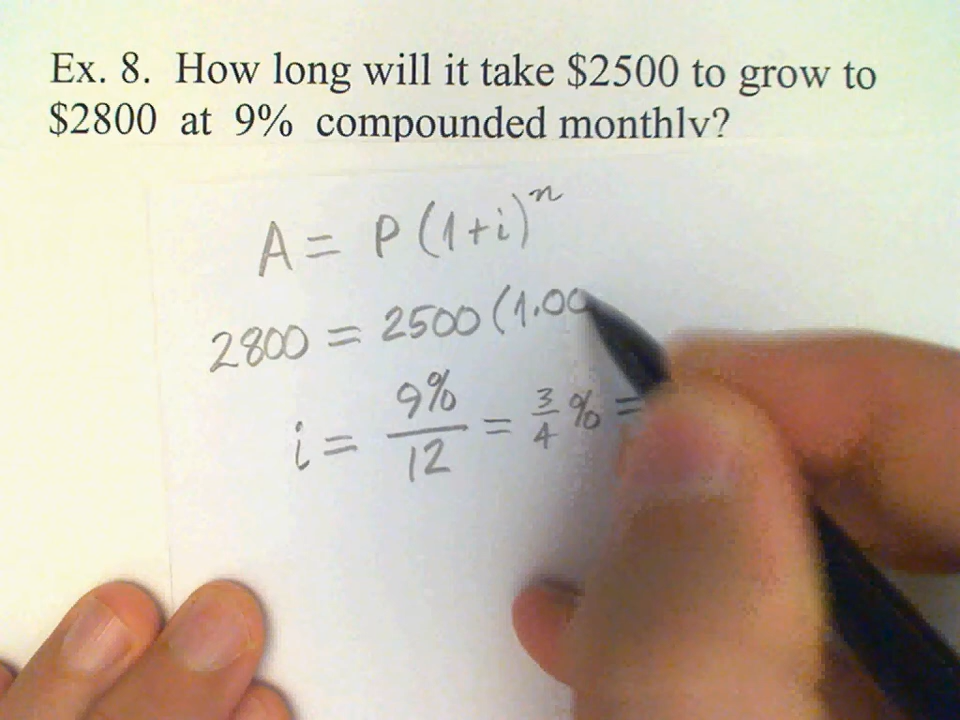 Ex. 8. How long will it take $2500 to grow to
$2800 at 9% compounded monthly?
A = P(1+i)^n
2800 = 2500(1.00
i = 9%/12 = 3/4 % =